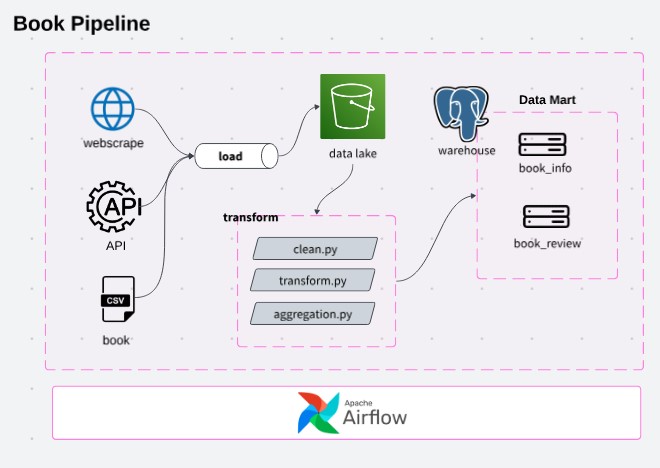 Book Pipeline
webscrape
API
API
CSV
book
load
data lake
transform
clean.py
transform.py
aggregation.py
warehouse
Data Mart
book_info
book_review
Apache
Airflow